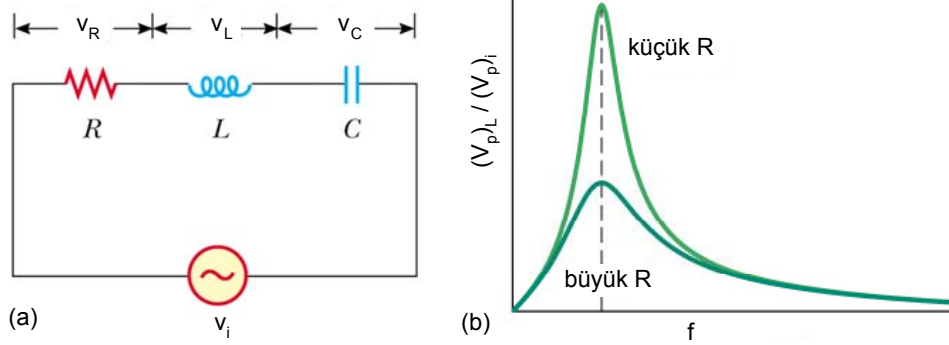 v_R v_L v_C
R L C
v_i
(a)
(V_p)_L / (V_p)_i
küçük R
büyük R
f
(b)